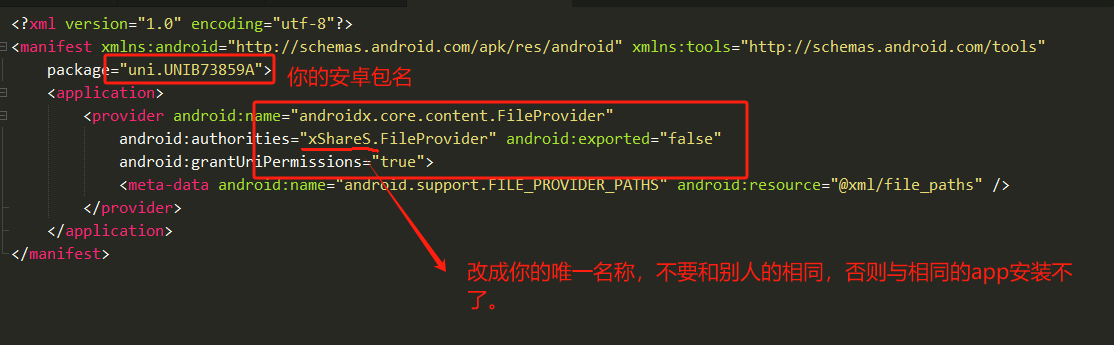 <?xml version="1.0" encoding="utf-8"?>
<manifest xmlns:android="http://schemas.android.com/apk/res/android" xmlns:tools="http://schemas.android.com/tools"
package="uni.UNIB73859A"> 你的安卓包名
<application>
<provider android:name="androidx.core.content.FileProvider"
android:authorities="xShareS.FileProvider" android:exported="false"
android:grantUriPermissions="true">
<meta-data android:name="android.support.FILE_PROVIDER_PATHS" android:resource="@xml/file_paths" />
</provider>
</application>
</manifest>
改成你的唯一名称，不要和别人的相同，否则与相同的app安装不
了。